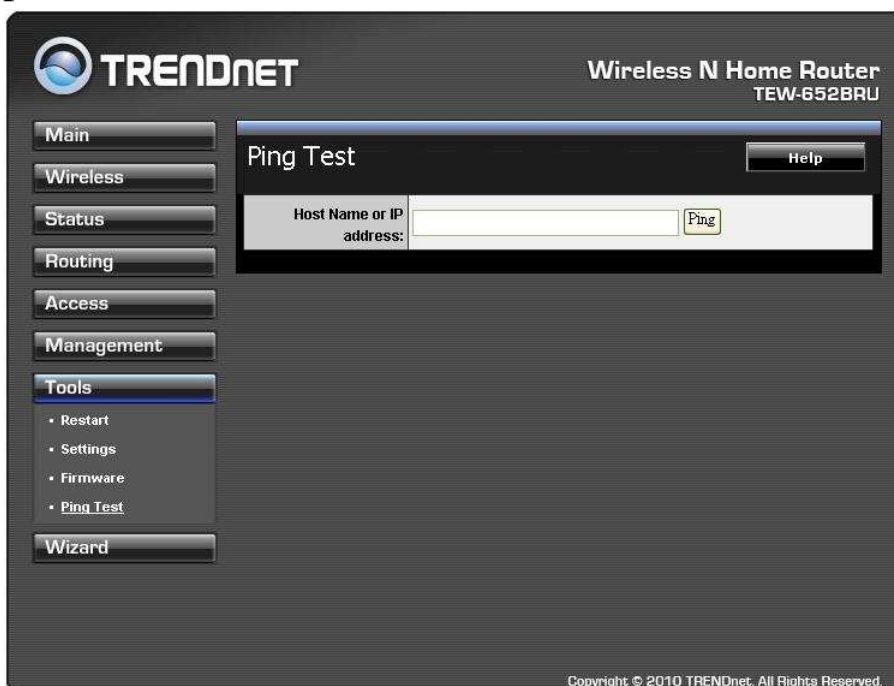 TRENDNET
Wireless N Home Router
TEW-652BRU
Main
Wireless
Status
Routing
Access
Management
Tools
• Restart
• Settings
• Firmware
• Ping Test
Wizard
Ping Test
Help
Host Name or IP
address:
Ping
Copyright © 2010 TRENDnet. All Rights Reserved.